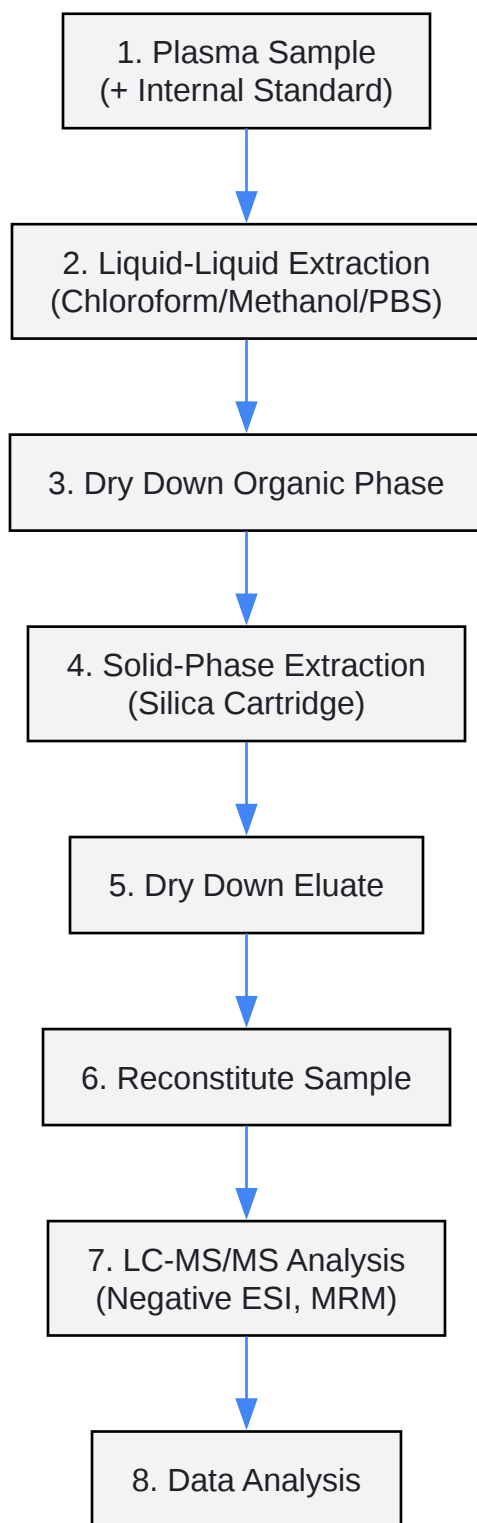 1. Plasma Sample
(+ Internal Standard)
2. Liquid-Liquid Extraction
(Chloroform/Methanol/PBS)
3. Dry Down Organic Phase
4. Solid-Phase Extraction
(Silica Cartridge)
5. Dry Down Eluate
6. Reconstitute Sample
7. LC-MS/MS Analysis
(Negative ESI, MRM)
8. Data Analysis